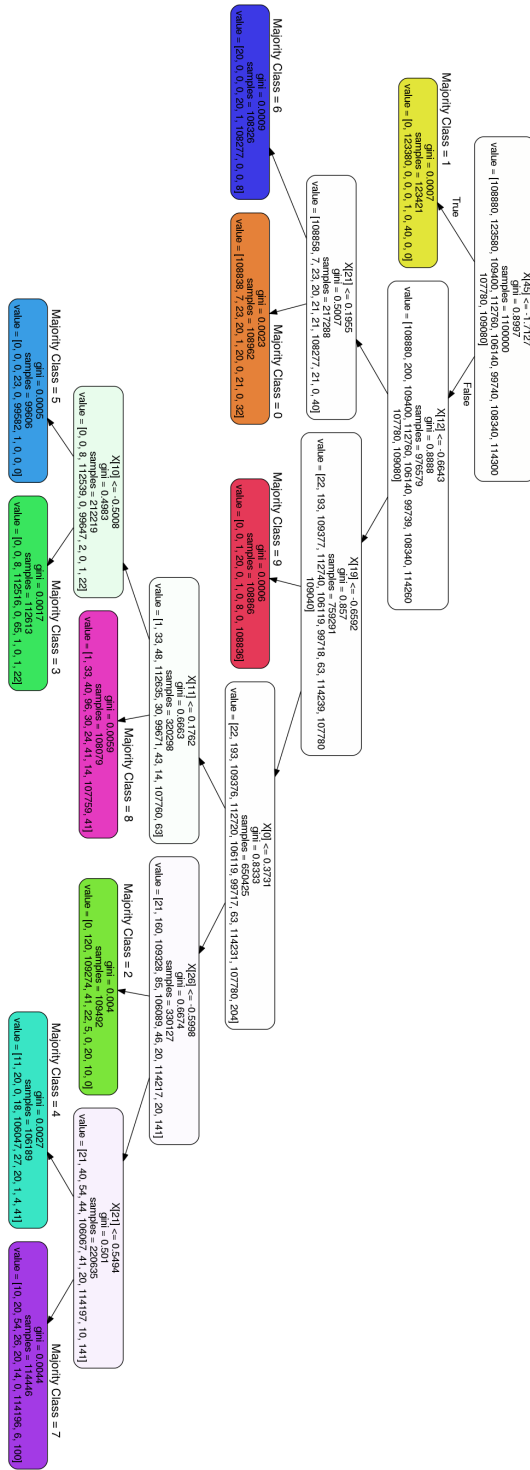 X[45] <= -1.7127
gini = 0.8997
samples = 1100000
value = [108880, 123580, 109400, 112760, 106140, 99740, 108340, 114300
107780, 109080]
True
False
Majority Class = 1
gini = 0.0007
samples = 123421
value = [0, 123380, 0, 0, 0, 1, 0, 40, 0, 0]
X[12] <= -0.6643
gini = 0.8888
samples = 976579
value = [108880, 200, 109400, 112760, 106140, 99739, 108340, 114260
107780, 109080]
X[21] <= 0.1955
gini = 0.5007
samples = 217288
value = [108858, 7, 23, 20, 21, 21, 108277, 21, 0, 40]
X[19] <= -0.6592
gini = 0.857
samples = 759291
value = [22, 193, 109377, 112740, 106119, 99718, 63, 114239, 107780
109040]
Majority Class = 6
gini = 0.0009
samples = 108326
value = [20, 0, 0, 0, 20, 1, 108277, 0, 0, 8]
Majority Class = 0
gini = 0.0023
samples = 108962
value = [108838, 7, 23, 20, 1, 20, 0, 21, 0, 32]
Majority Class = 9
gini = 0.0006
samples = 108866
value = [0, 0, 1, 20, 0, 1, 0, 8, 0, 108836]
X[0] <= 0.3731
gini = 0.8333
samples = 650425
value = [22, 193, 109376, 112720, 106119, 99717, 63, 114231, 107780, 204]
X[11] <= 0.1762
gini = 0.6663
samples = 320298
value = [1, 33, 48, 112635, 30, 99671, 43, 14, 107760, 63]
X[26] <= -0.5998
gini = 0.6674
samples = 330127
value = [21, 160, 109328, 85, 106089, 46, 20, 114217, 20, 141]
X[10] <= -0.5008
gini = 0.4983
samples = 212219
value = [0, 0, 8, 112539, 0, 99647, 2, 0, 1, 22]
Majority Class = 8
gini = 0.0059
samples = 108079
value = [1, 33, 40, 96, 30, 24, 41, 14, 107759, 41]
Majority Class = 2
gini = 0.004
samples = 109492
value = [0, 120, 109274, 41, 22, 5, 0, 20, 10, 0]
X[21] <= 0.5494
gini = 0.501
samples = 220635
value = [21, 40, 54, 44, 106067, 41, 20, 114197, 10, 141]
Majority Class = 5
gini = 0.0005
samples = 99606
value = [0, 0, 0, 23, 0, 99582, 1, 0, 0, 0]
Majority Class = 3
gini = 0.0017
samples = 112613
value = [0, 0, 8, 112516, 0, 65, 1, 0, 1, 22]
Majority Class = 4
gini = 0.0027
samples = 106189
value = [11, 20, 0, 18, 106047, 27, 20, 1, 4, 41]
Majority Class = 7
gini = 0.0044
samples = 114446
value = [10, 20, 54, 26, 20, 14, 0, 114196, 6, 100]